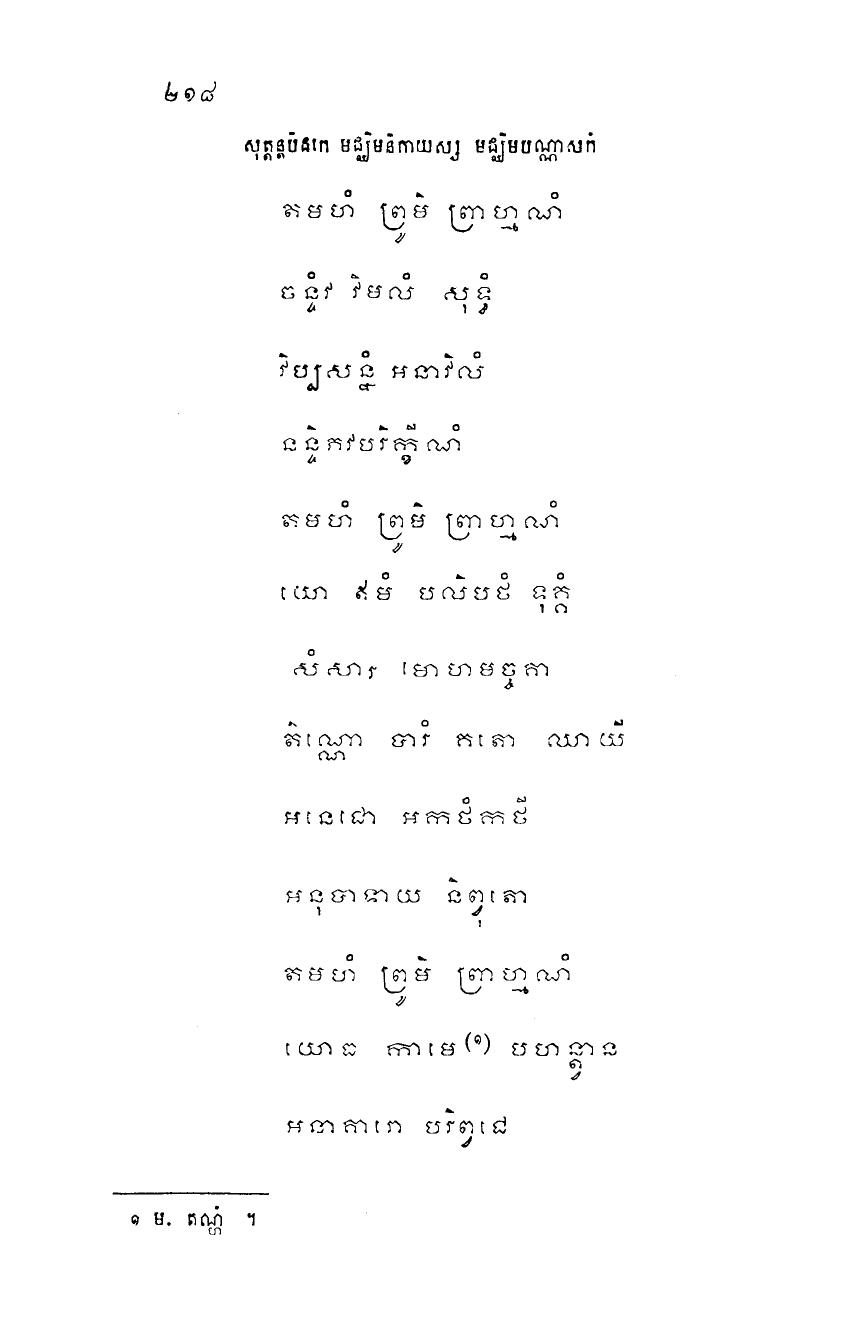 ២១៨
សុត្តន្តបិដកេ មជ្ឈិមនិកាយស្ស មជ្ឈិមបណ្ណាសកំ
តមហំ ព្រូមិ ព្រាហ្មណំ
ចន្ទំវ វិមលំ សុទ្ធំ
វិប្បសន្នំ អនាវិលំ
នន្ទិភវបរិក្ខីណំ
តមហំ ព្រូមិ ព្រាហ្មណំ
យោ ឥមំ បលិបថំ ទុគ្គំ
សំសារ មោហមច្ចគា
តិណ្ណោ បារំ គតោ ឈាយី
អនេជោ អកថំកថី
អនុបាទាយ និព្វុតោ
តមហំ ព្រូមិ ព្រាហ្មណំ
យោធ កាមេ(១) បហន្ត្វាន
អនាគារោ បរិព្វជេ
១ ម. តណ្ហំ ។